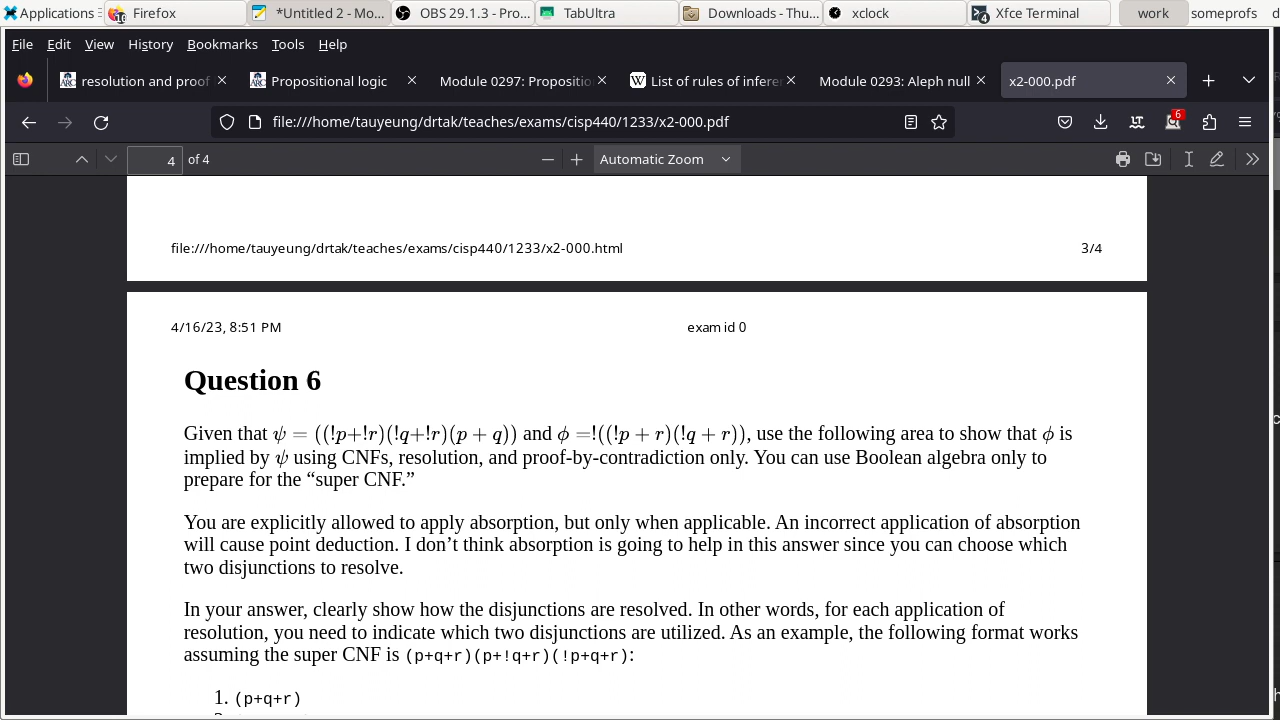 Applications
Firefox
*Untitled 2 - Mo...
OBS 29.1.3 - Pro...
TabUltra
Downloads - Thu...
xclock
4
Xfce Terminal
work
someprofs
File Edit View History Bookmarks Tools Help
resolution and proof
Propositional logic
Module 0297: Propositio
List of rules of infere
Module 0293: Aleph null
x2-000.pdf
file:///home/tauyeung/drtak/teaches/exams/cisp440/1233/x2-000.pdf
6
4 of 4
Automatic Zoom
file:///home/tauyeung/drtak/teaches/exams/cisp440/1233/x2-000.html 3/4
4/16/23, 8:51 PM exam id 0
Question 6
Given that ψ = ((!p+!r)(!q+!r)(p + q)) and ϕ =!((!p + r)(!q + r)), use the following area to show that ϕ is
implied by ψ using CNFs, resolution, and proof-by-contradiction only. You can use Boolean algebra only to
prepare for the “super CNF.”
You are explicitly allowed to apply absorption, but only when applicable. An incorrect application of absorption
will cause point deduction. I don’t think absorption is going to help in this answer since you can choose which
two disjunctions to resolve.
In your answer, clearly show how the disjunctions are resolved. In other words, for each application of
resolution, you need to indicate which two disjunctions are utilized. As an example, the following format works
assuming the super CNF is (p+q+r)(p+!q+r)(!p+q+r):
1. (p+q+r)